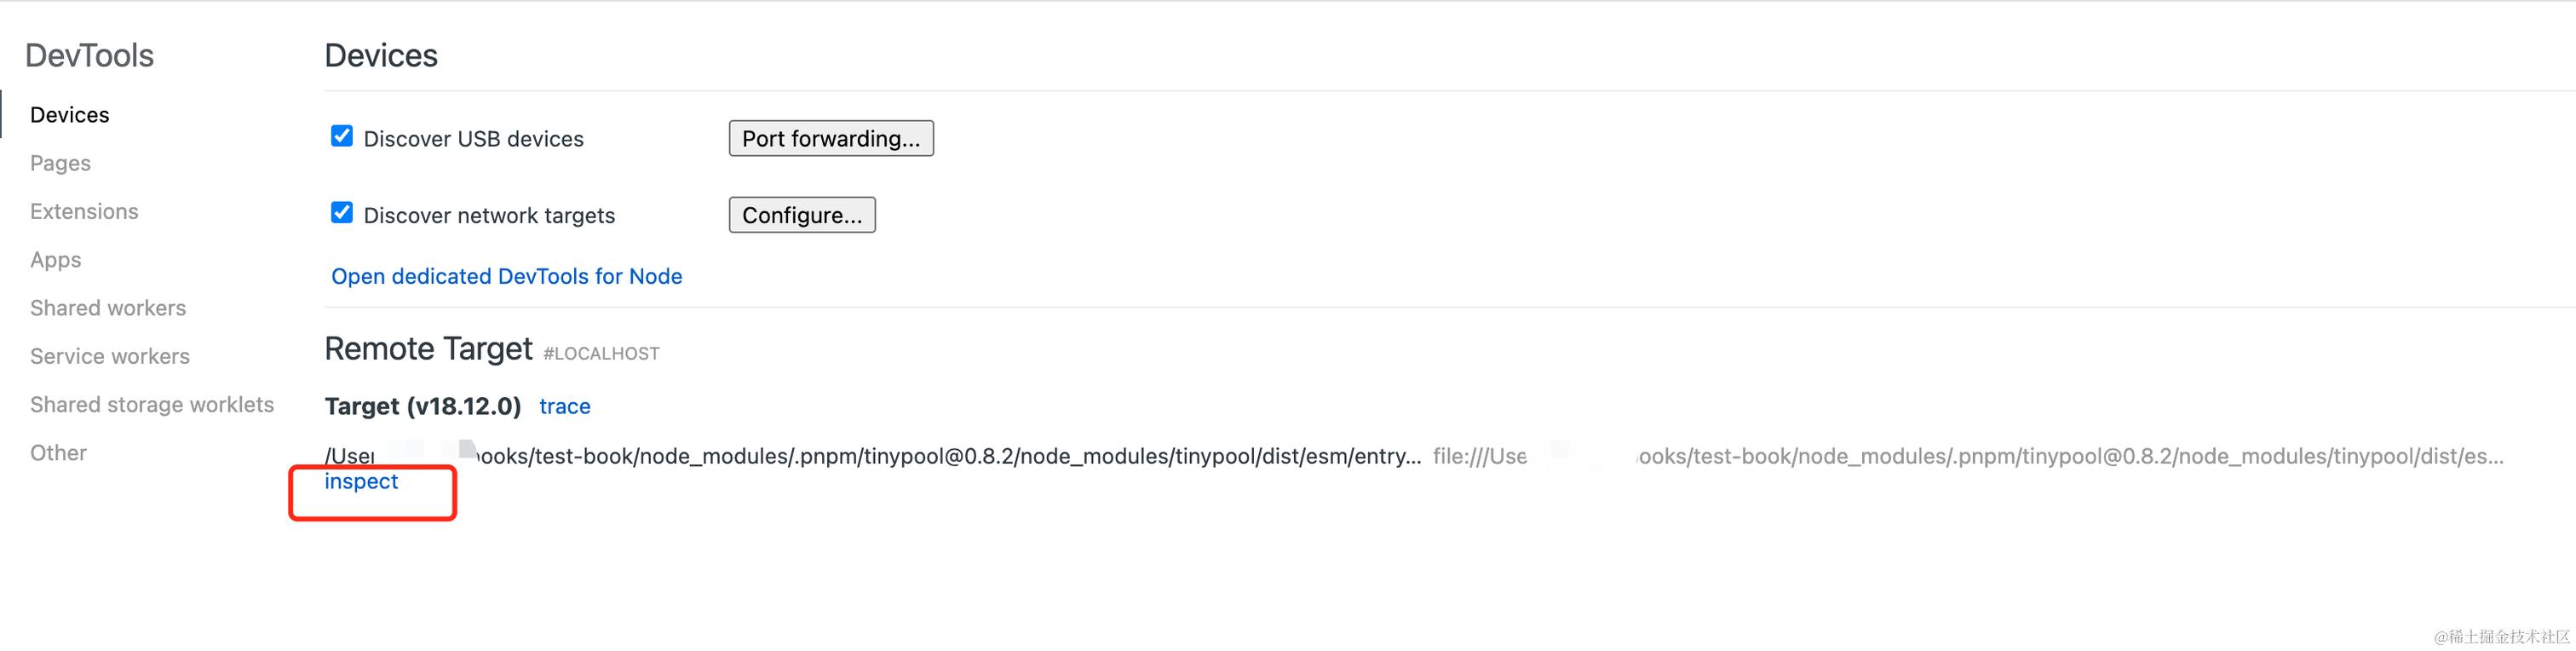 DevTools
Devices
Pages
Extensions
Apps
Shared workers
Service workers
Shared storage worklets
Other
Devices
Discover USB devices Port forwarding...
Discover network targets Configure...
Open dedicated DevTools for Node
Remote Target #LOCALHOST
Target (v18.12.0) trace
/User ooks/test-book/node_modules/.pnpm/tinypool@0.8.2/node_modules/tinypool/dist/esm/entry... file:///Use ooks/test-book/node_modules/.pnpm/tinypool@0.8.2/node_modules/tinypool/dist/es...
inspect
@稀土掘金技术社区